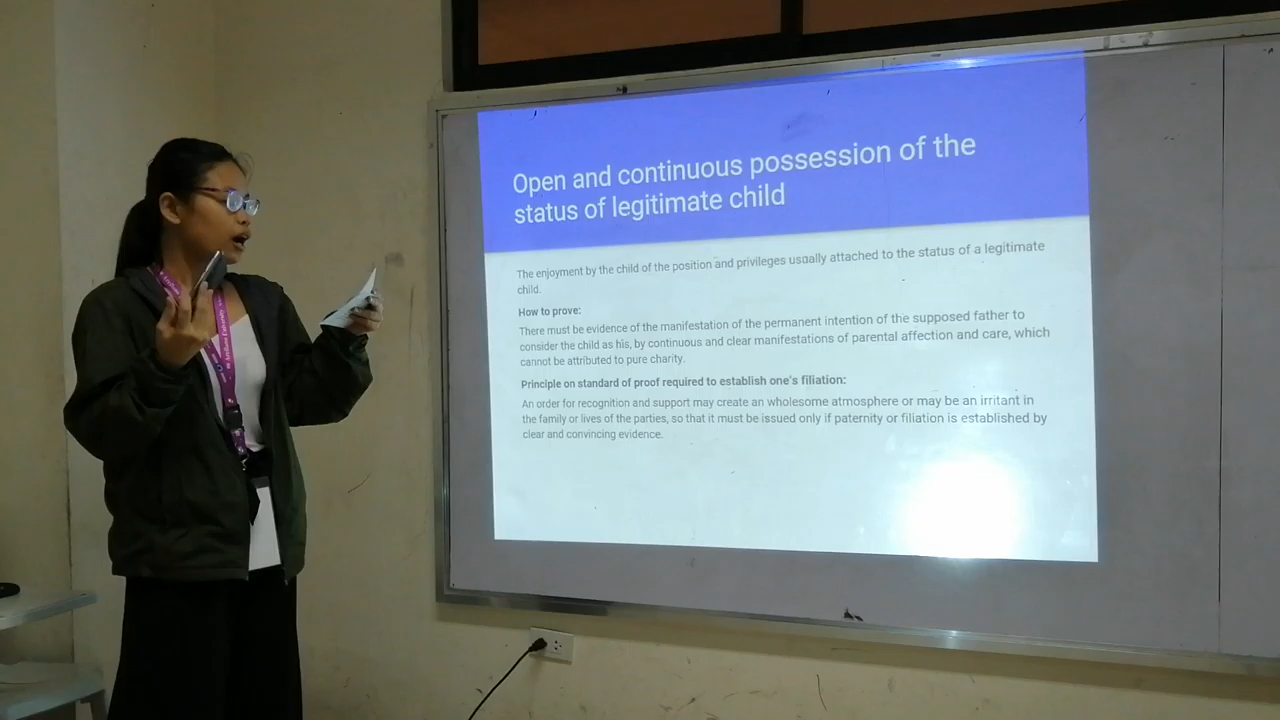 Open and continuous possession of the
status of legitimate child
The enjoyment by the child of the position and privileges usually attached to the status of a legitimate
child.
How to prove:
There must be evidence of the manifestation of the permanent intention of the supposed father to
consider the child as his, by continuous and clear manifestations of parental affection and care, which
cannot be attributed to pure charity.
Principle on standard of proof required to establish one's filiation:
An order for recognition and support may create an wholesome atmosphere or may be an irritant in
the family or lives of the parties, so that it must be issued only if paternity or filiation is established by
clear and convincing evidence.